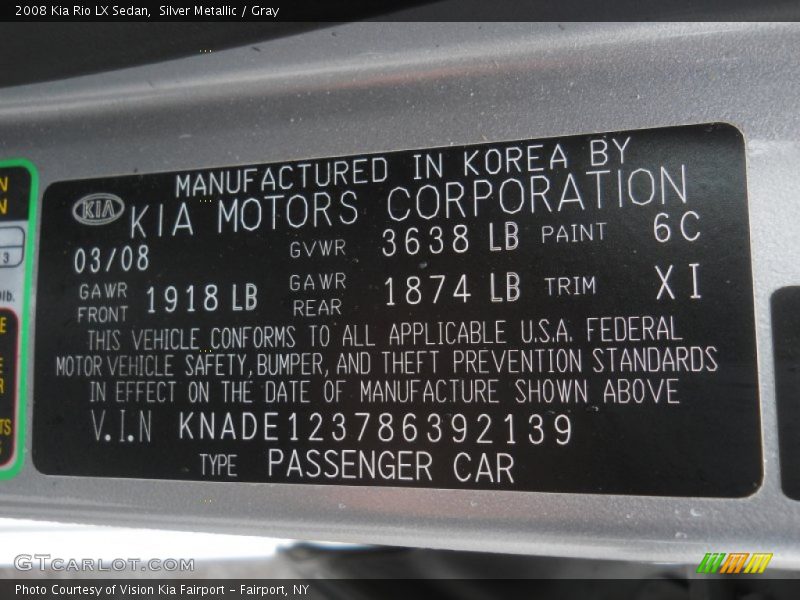 2008 Kia Rio LX Sedan, Silver Metallic / Gray
MANUFACTURED IN KOREA BY
KIA KIA MOTORS CORPORATION
03/08 GVWR 3638 LB PAINT 6C
GAWR FRONT 1918 LB GAWR REAR 1874 LB TRIM XI
THIS VEHICLE CONFORMS TO ALL APPLICABLE U.S.A. FEDERAL
MOTOR VEHICLE SAFETY, BUMPER, AND THEFT PREVENTION STANDARDS
IN EFFECT ON THE DATE OF MANUFACTURE SHOWN ABOVE
V.I.N KNADE123786392139
TYPE PASSENGER CAR
GTCARLOT.COM
Photo Courtesy of Vision Kia Fairport - Fairport, NY